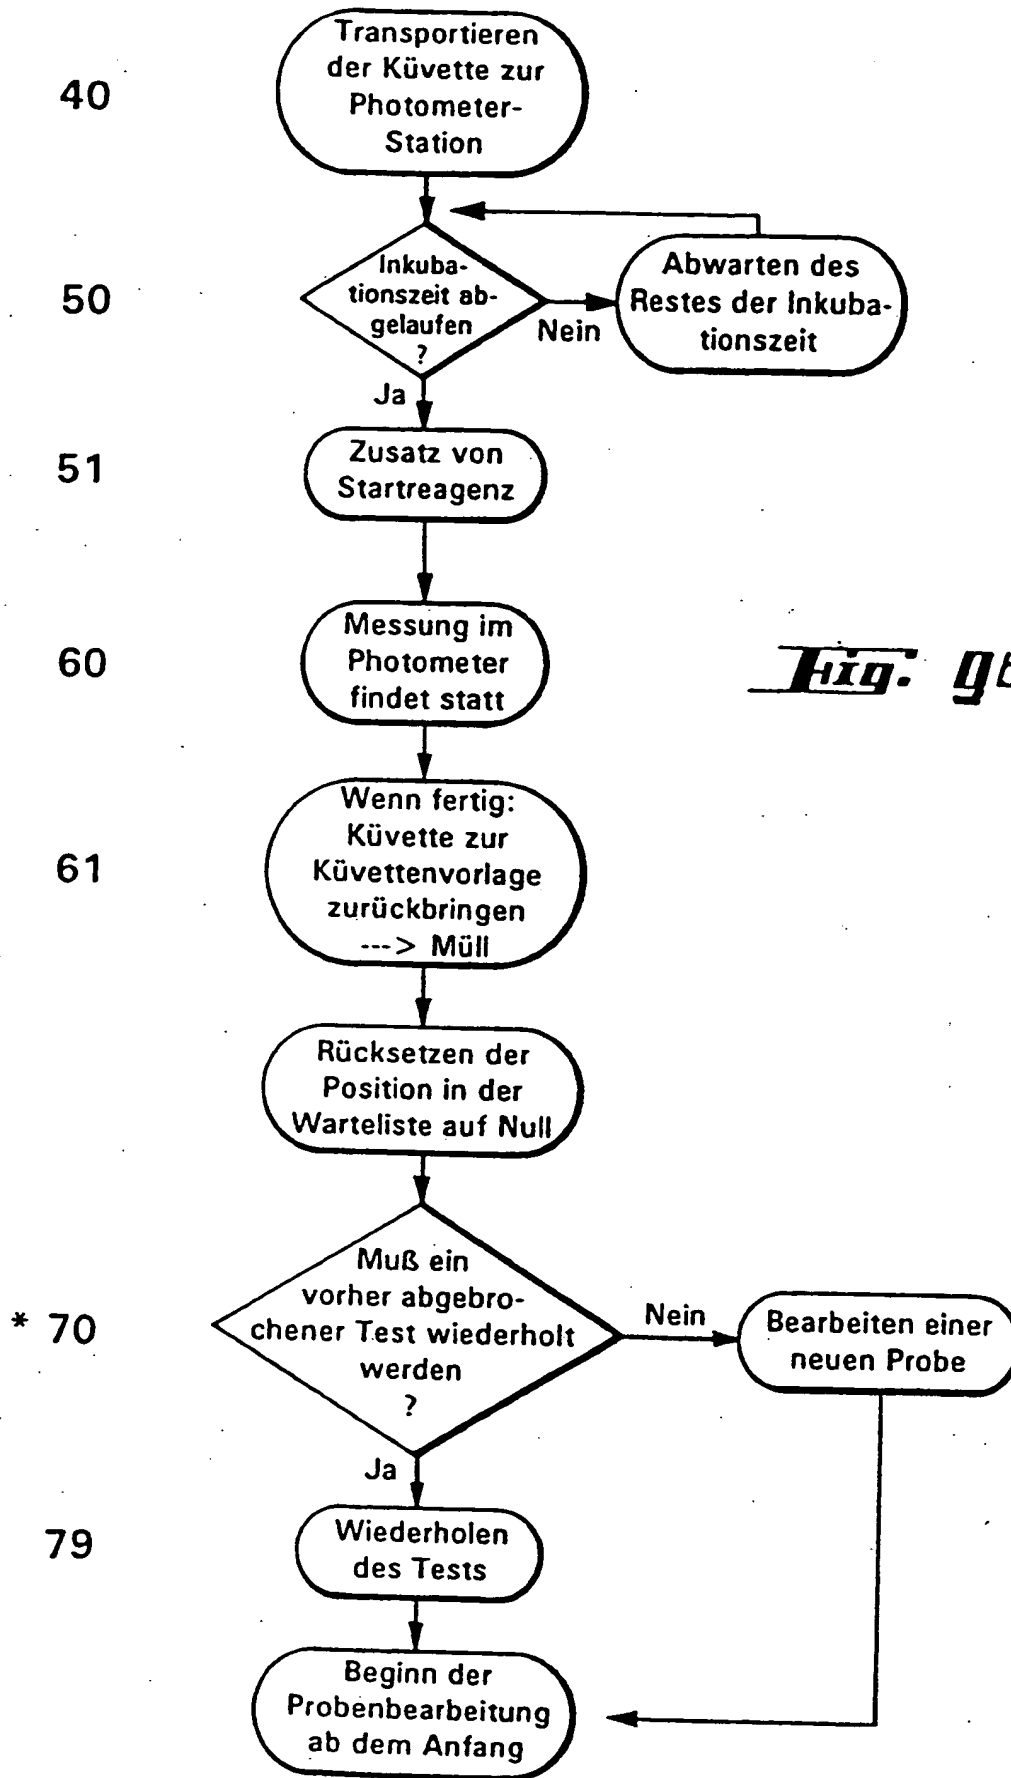 40
Transportieren
der Küvette zur
Photometer-
Station
50
Inkuba-
tionszeit ab-
gelaufen
?
Nein
Abwarten des
Restes der Inkuba-
tionszeit
Ja
51
Zusatz von
Startreagenz
60
Messung im
Photometer
findet statt
Fig.
61
Wenn fertig:
Küvette zur
Küvettenvorlage
zurückbringen
---> Müll
Rücksetzen der
Position in der
Warteliste auf Null
* 70
Muß ein
vorher abgebro-
chener Test wiederholt
werden
?
Nein
Bearbeiten einer
neuen Probe
Ja
79
Wiederholen
des Tests
Beginn der
Probenbearbeitung
ab dem Anfang